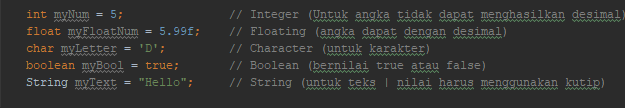 int myNum = 5; // Integer (Untuk angka tidak dapat menghasilkan desimal)
float myFloatNum = 5.99f; // Floating (angka dapat dengan desimal)
char myLetter = 'D'; // Character (untuk karakter)
boolean myBool = true; // Boolean (bernilai true atau false)
String myText = "Hello"; // String (untuk teks | nilai harus menggunakan kutip)